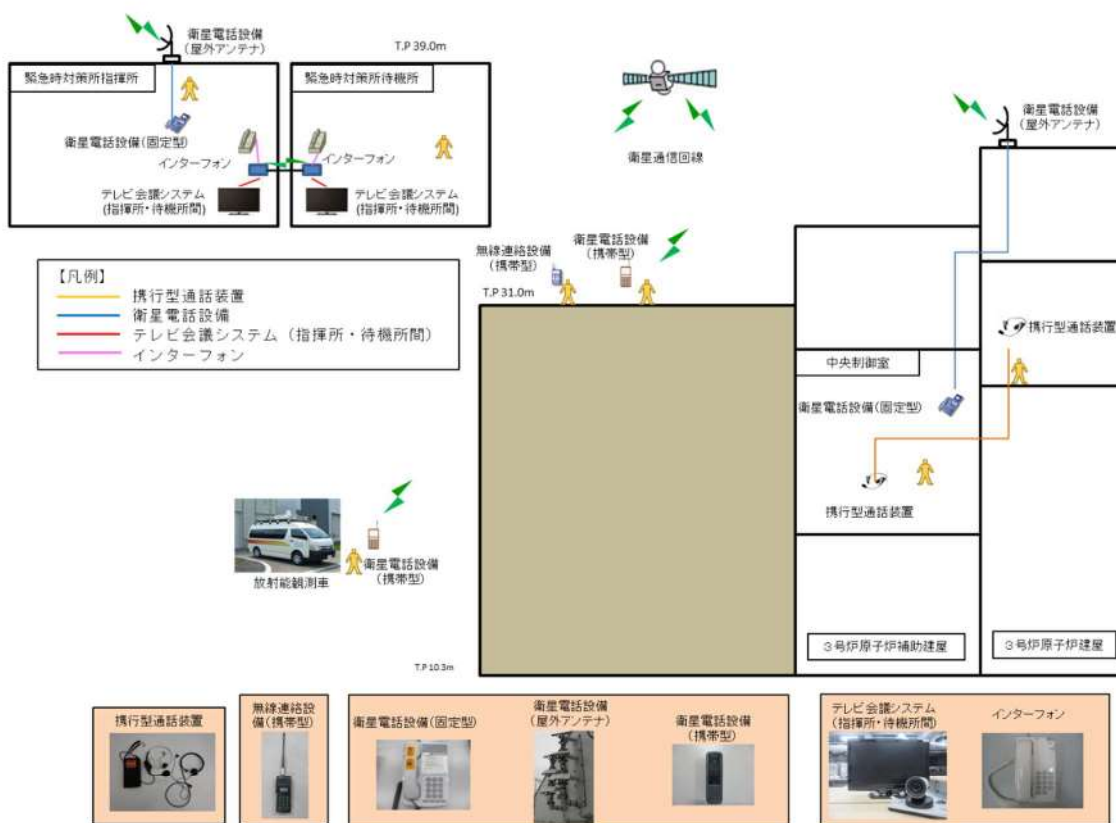 衛星電話設備
(屋外アンテナ)
T.P 39.0m
緊急時対策所指揮所
緊急時対策所待機所
衛星電話設備(固定型)
インターフォン
インターフォン
テレビ会議システム
(指揮所・待機所間)
テレビ会議システム
(指揮所・待機所間)
衛星通信回線
衛星電話設備
(屋外アンテナ)
【凡例】
携行型通話装置
衛星電話設備
テレビ会議システム(指揮所・待機所間)
インターフォン
無線連絡設備
(携帯型)
衛星電話設備
(携帯型)
T.P 31.0m
携行型通話装置
中央制御室
衛星電話設備(固定型)
携行型通話装置
放射能観測車
衛星電話設備
(携帯型)
T.P 10.3m
3号炉原子炉補助建屋
3号炉原子炉建屋
携行型通話装置
無線連絡設
備(携帯型)
衛星電話設備(固定型)
衛星電話設備
(屋外アンテナ)
衛星電話設備
(携帯型)
テレビ会議システム
(指揮所・待機所間)
インターフォン